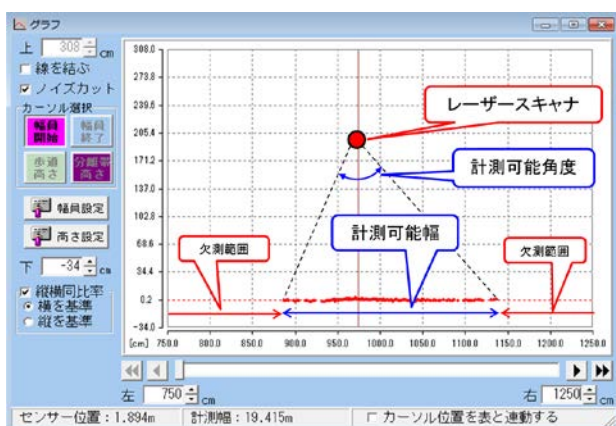 グラフ
上 308 cm
線を結ぶ
ノイズカット
カーソル選択
幅員開始
幅員終了
歩道高さ
分離帯高さ
幅員設定
高さ設定
下 -34 cm
縦横同比率
横を基準
縦を基準
308.0
273.8
239.6
205.4
171.2
137.0
102.8
68.6
34.4
0.2
-34.0
レーザースキャナ
計測可能角度
計測可能幅
欠測範囲
欠測範囲
[cm] 750.0 800.0 850.0 900.0 950.0 1000.0 1050.0 1100.0 1150.0 1200.0 1250.0
左 750 cm
右 1250 cm
センサー位置:1.894m
計測幅:19.415m
カーソル位置を表と連動する